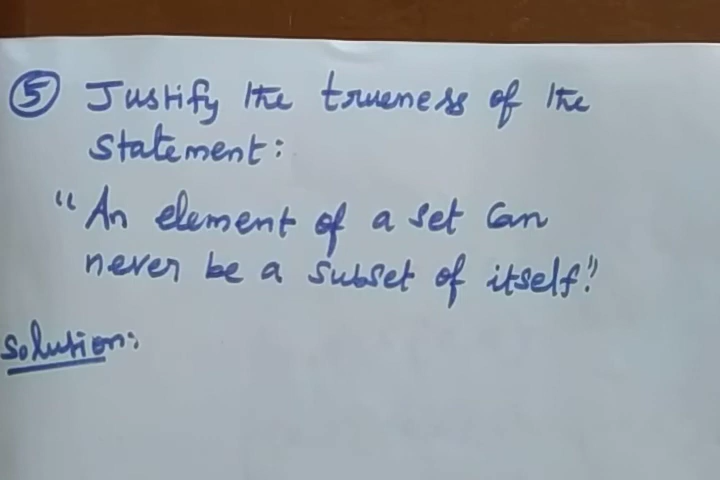 ⑤ Justify the trueness of the
statement:
"An element of a set can
never be a subset of itself."
Solution: